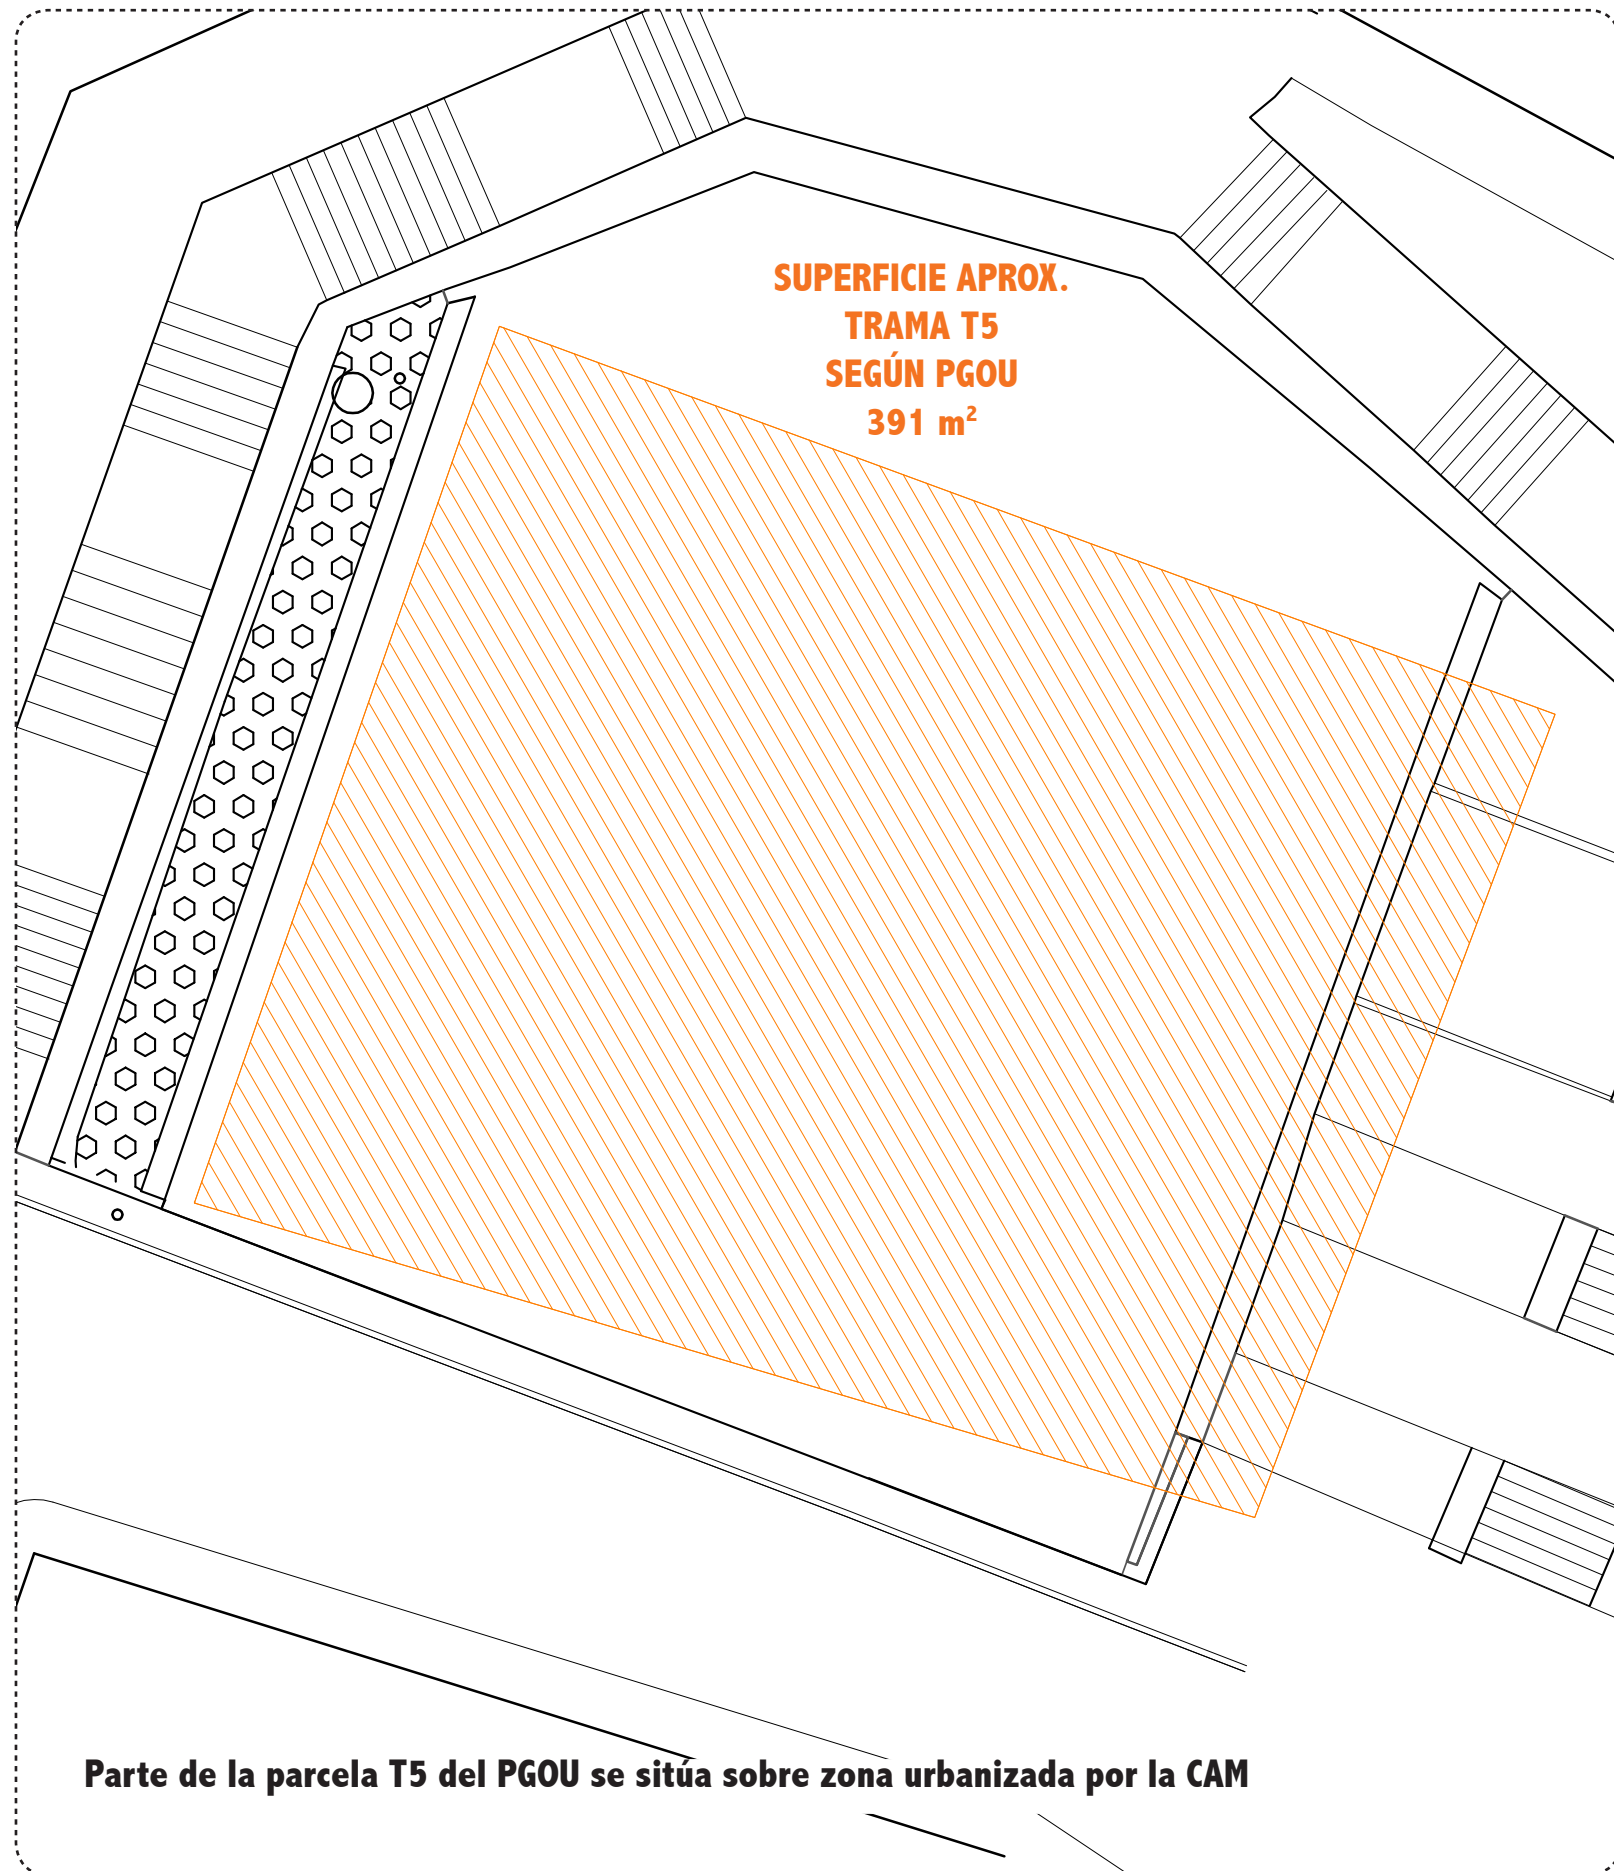 SUPERFICIE APROX.
TRAMA T5
SEGÚN PGOU
391 m²
Parte de la parcela T5 del PGOU se sitúa sobre zona urbanizada por la CAM